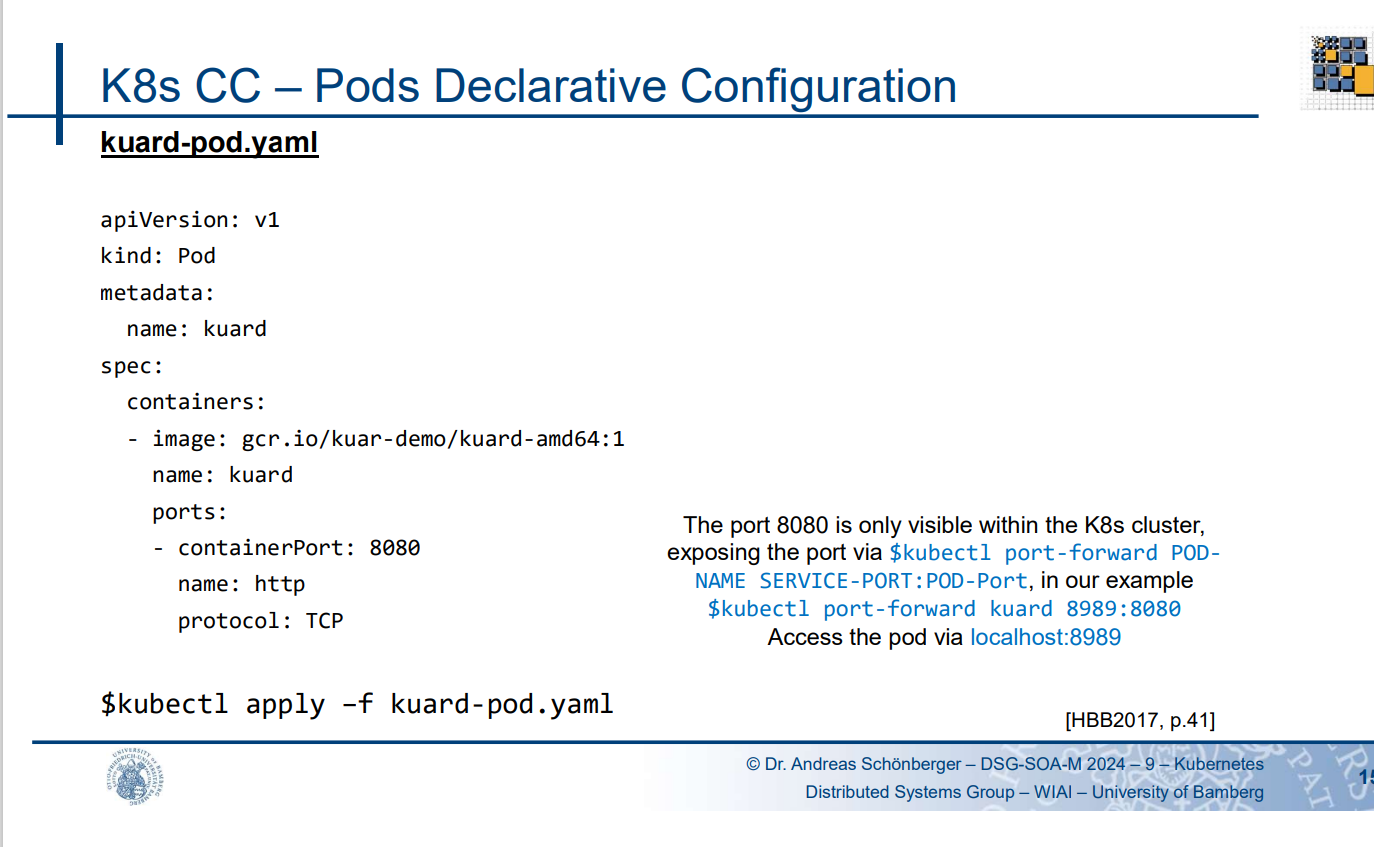 K8s CC – Pods Declarative Configuration
kuard-pod.yaml
apiVersion: v1
kind: Pod
metadata:
  name: kuard
spec:
  containers:
  - image: gcr.io/kuar-demo/kuard-amd64:1
    name: kuard
    ports:
    - containerPort: 8080
      name: http
      protocol: TCP
The port 8080 is only visible within the K8s cluster,
exposing the port via $kubectl port-forward POD-
NAME SERVICE-PORT:POD-Port, in our example
$kubectl port-forward kuard 8989:8080
Access the pod via localhost:8989
$kubectl apply –f kuard-pod.yaml
[HBB2017, p.41]
© Dr. Andreas Schönberger – DSG-SOA-M 2024 – 9 – Kubernetes
Distributed Systems Group – WIAI – University of Bamberg